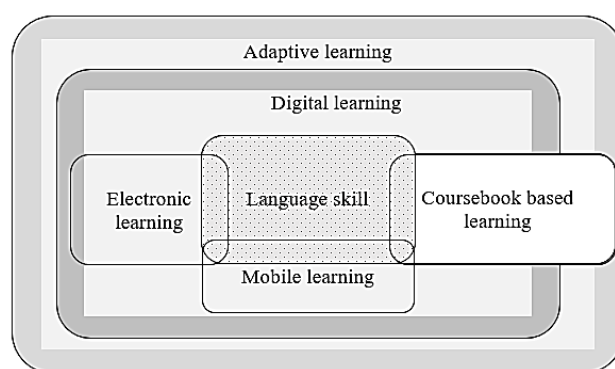 Adaptive learning
Digital learning
Electronic
learning
Language skill
Coursebook based
learning
Mobile learning